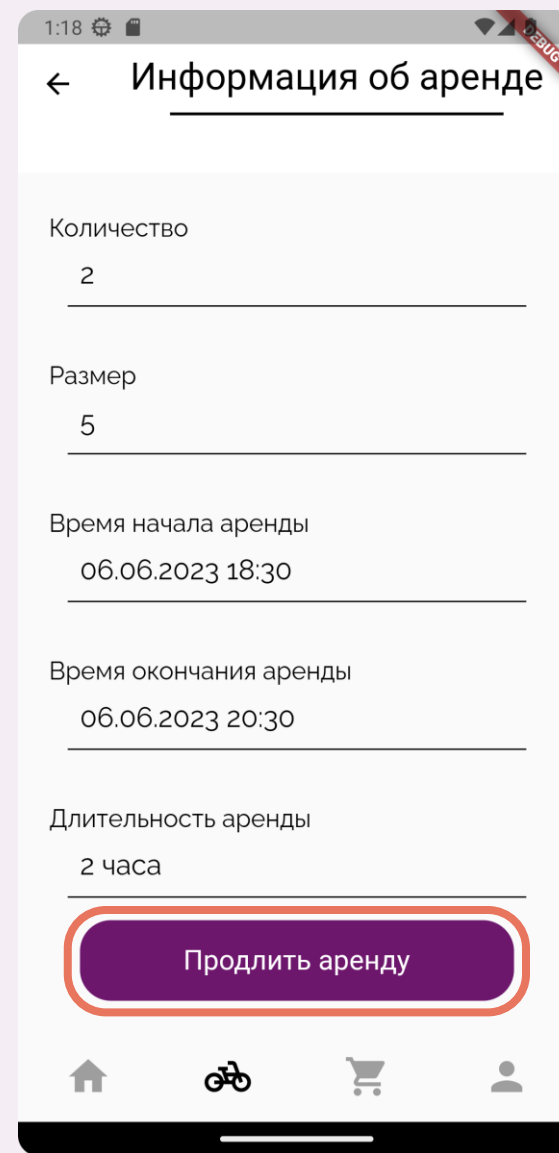 1:18
DEBUG
Информация об аренде
Количество
2
Размер
5
Время начала аренды
06.06.2023 18:30
Время окончания аренды
06.06.2023 20:30
Длительность аренды
2 часа
Продлить аренду